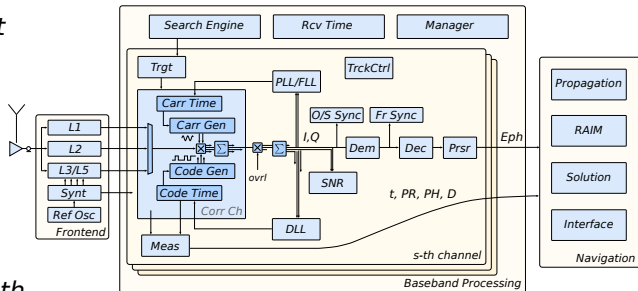 t
Search Engine
Rcv Time
Manager
Trgt
PLL/FLL
TrckCtrl
Propagation
Carr Time
O/S Sync
Fr Sync
L1
Carr Gen
I,Q
RAIM
Eph
L2
Σ
Σ
Dem
Dec
Prsr
L3/L5
Code Gen
ovrl
SNR
Solution
Synt
Code Time
t, PR, PH, D
Ref Osc
Corr Ch
Interface
Frontend
Meas
DLL
s-th channel
Navigation
Baseband Processing
th